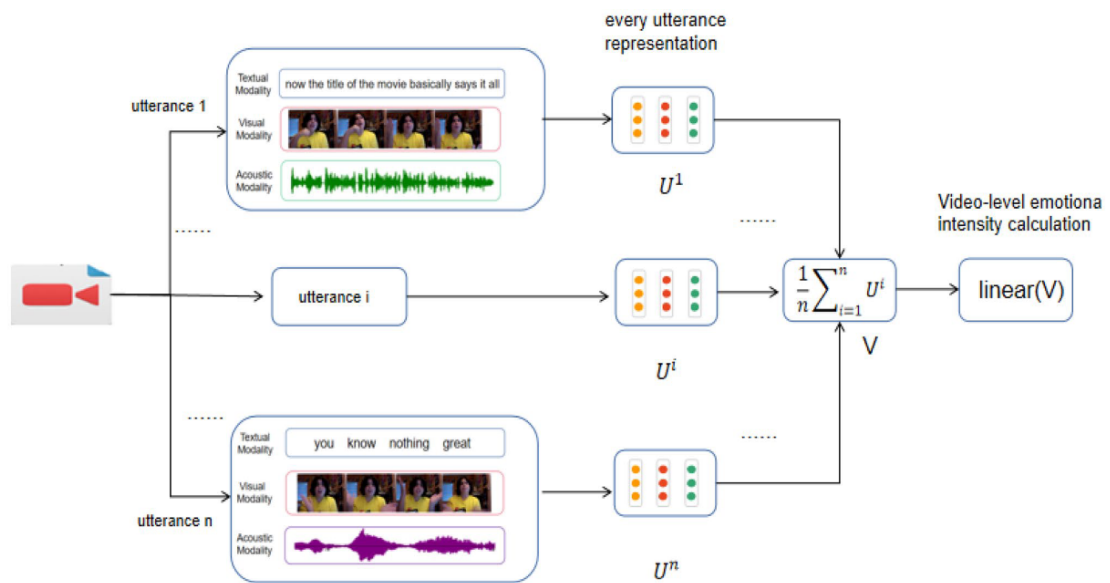 every utterance
representation
Textual
Modality
now the title of the movie basically says it all
utterance 1
Visual
Modality
Acoustic
Modality
U¹
......
......
Video-level emotiona
intensity calculation
utterance i
1/n ∑ⁿᵢ₌₁ Uⁱ
linear(V)
V
Uⁱ
......
......
Textual
Modality
you know nothing great
Visual
Modality
utterance n
Acoustic
Modality
Uⁿ